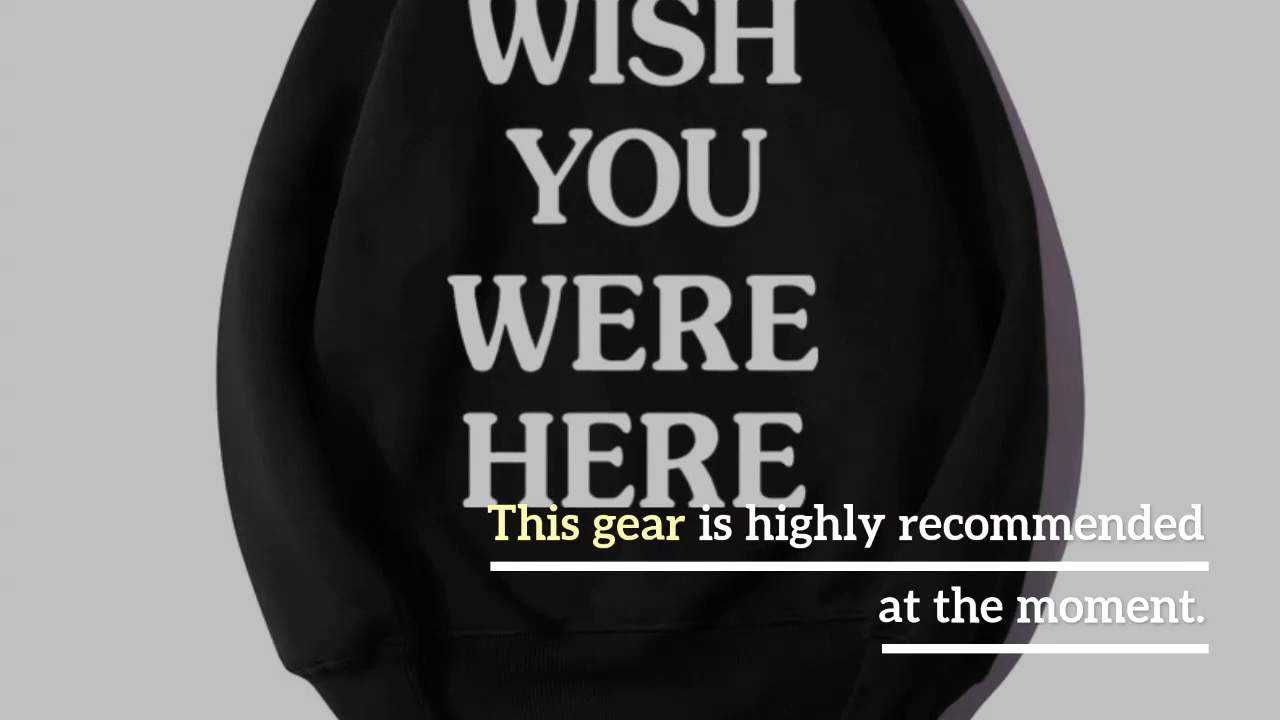 WISH
YOU
WERE
HERE
This gear is highly recommended
at the moment.